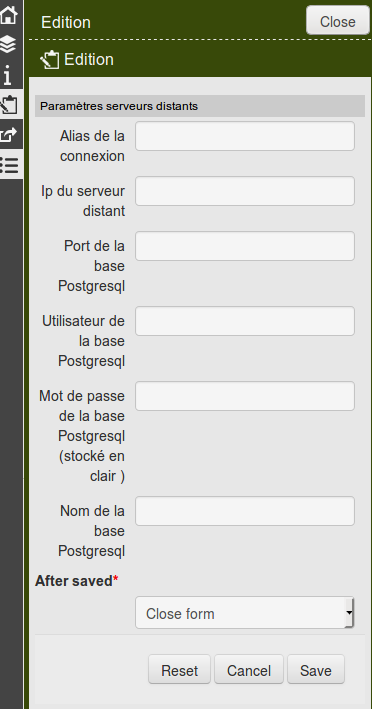 Edition
Close
Edition
Paramètres serveurs distants
Alias de la
connexion
Ip du serveur
distant
Port de la
base
Postgresql
Utilisateur de
la base
Postgresql
Mot de passe
de la base
Postgresql
(stocké en
clair )
Nom de la
base
Postgresql
After saved*
Close form
Reset
Cancel
Save